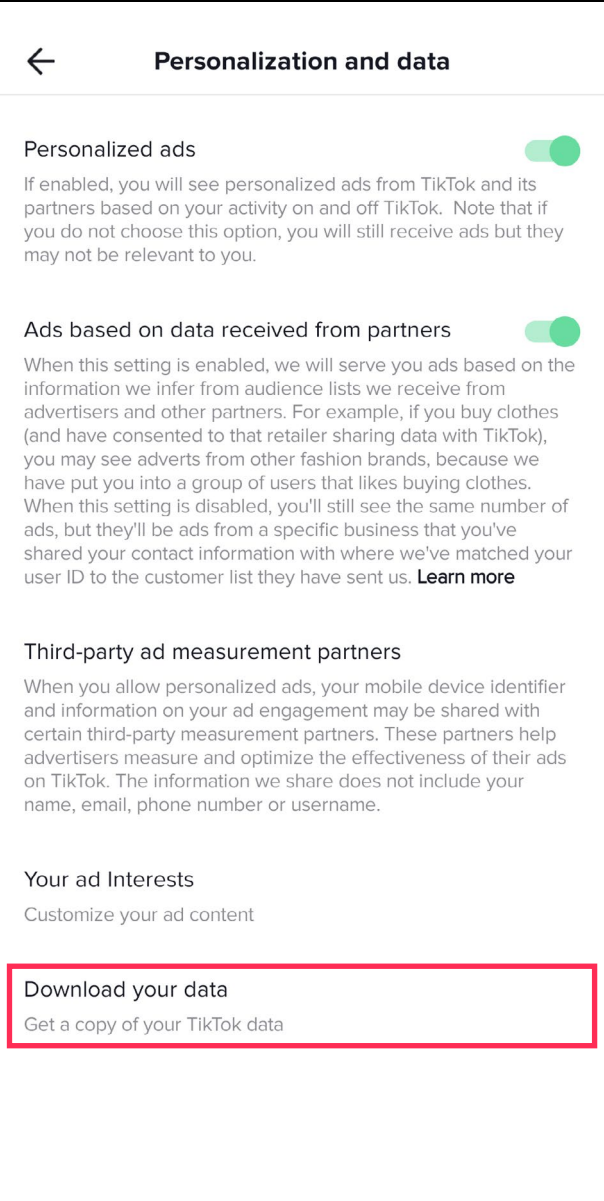 Personalization and data
Personalized ads
If enabled, you will see personalized ads from TikTok and its
partners based on your activity on and off TikTok.  Note that if
you do not choose this option, you will still receive ads but they
may not be relevant to you.
Ads based on data received from partners
When this setting is enabled, we will serve you ads based on the
information we infer from audience lists we receive from
advertisers and other partners. For example, if you buy clothes
(and have consented to that retailer sharing data with TikTok),
you may see adverts from other fashion brands, because we
have put you into a group of users that likes buying clothes.
When this setting is disabled, you'll still see the same number of
ads, but they'll be ads from a specific business that you've
shared your contact information with where we've matched your
user ID to the customer list they have sent us. Learn more
Third-party ad measurement partners
When you allow personalized ads, your mobile device identifier
and information on your ad engagement may be shared with
certain third-party measurement partners. These partners help
advertisers measure and optimize the effectiveness of their ads
on TikTok. The information we share does not include your
name, email, phone number or username.
Your ad Interests
Customize your ad content
Download your data
Get a copy of your TikTok data